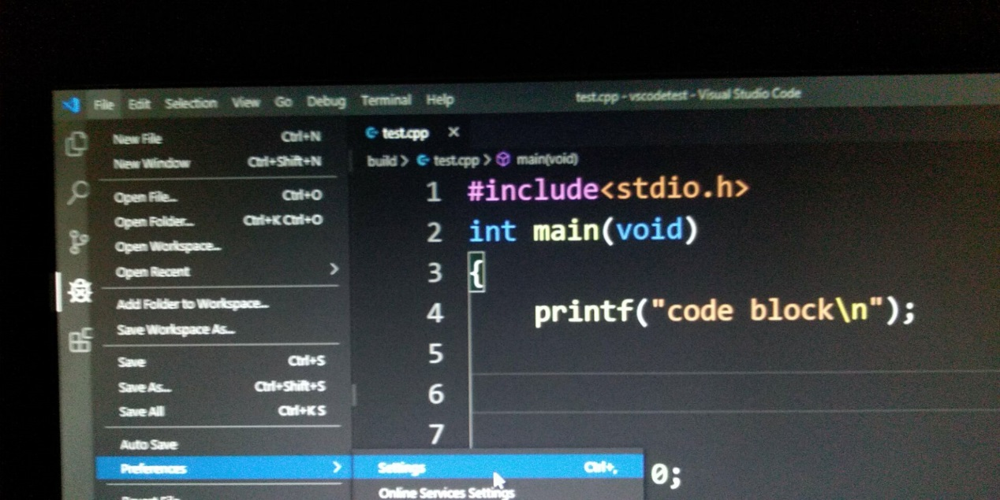 File Edit Selection View Go Debug Terminal Help
test.cpp - vscodetest - Visual Studio Code
New File Ctrl+N
New Window Ctrl+Shift+N
Open File... Ctrl+O
Open Folder... Ctrl+K Ctrl+O
Open Workspace...
Open Recent >
Add Folder to Workspace...
Save Workspace As...
Save Ctrl+S
Save As... Ctrl+Shift+S
Save All Ctrl+K S
Auto Save
Preferences >
Settings Ctrl+,
Online Services Settings
test.cpp ×
build > test.cpp > main(void)
1 #include<stdio.h>
2 int main(void)
3 {
4 printf("code block\n");
5
6
7
0;